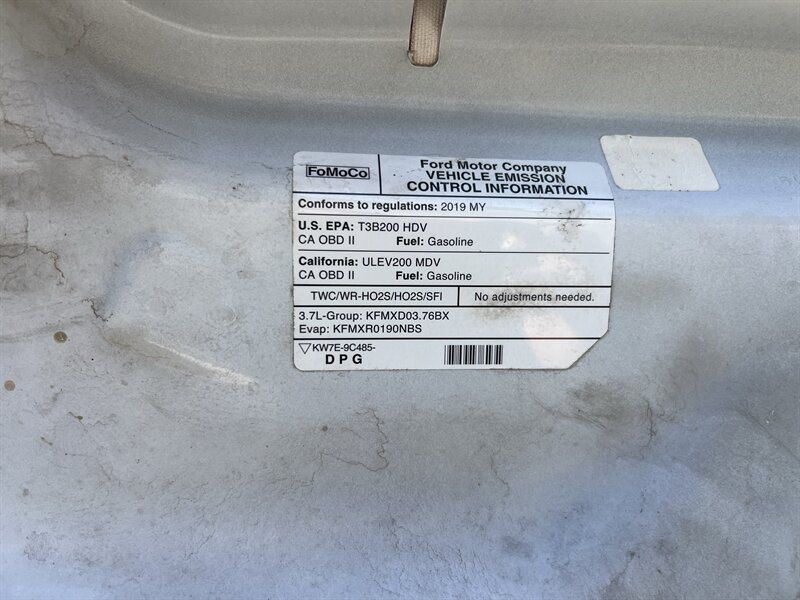 FoMoCo
Ford Motor Company
VEHICLE EMISSION
CONTROL INFORMATION
Conforms to regulations: 2019 MY
U.S. EPA: T3B200 HDV
CA OBD II Fuel: Gasoline
California: ULEV200 MDV
CA OBD II Fuel: Gasoline
TWC/WR-HO2S/HO2S/SFI No adjustments needed.
3.7L-Group: KFMXD03.76BX
Evap: KFMXR0190NBS
KW7E-9C485-
D P G